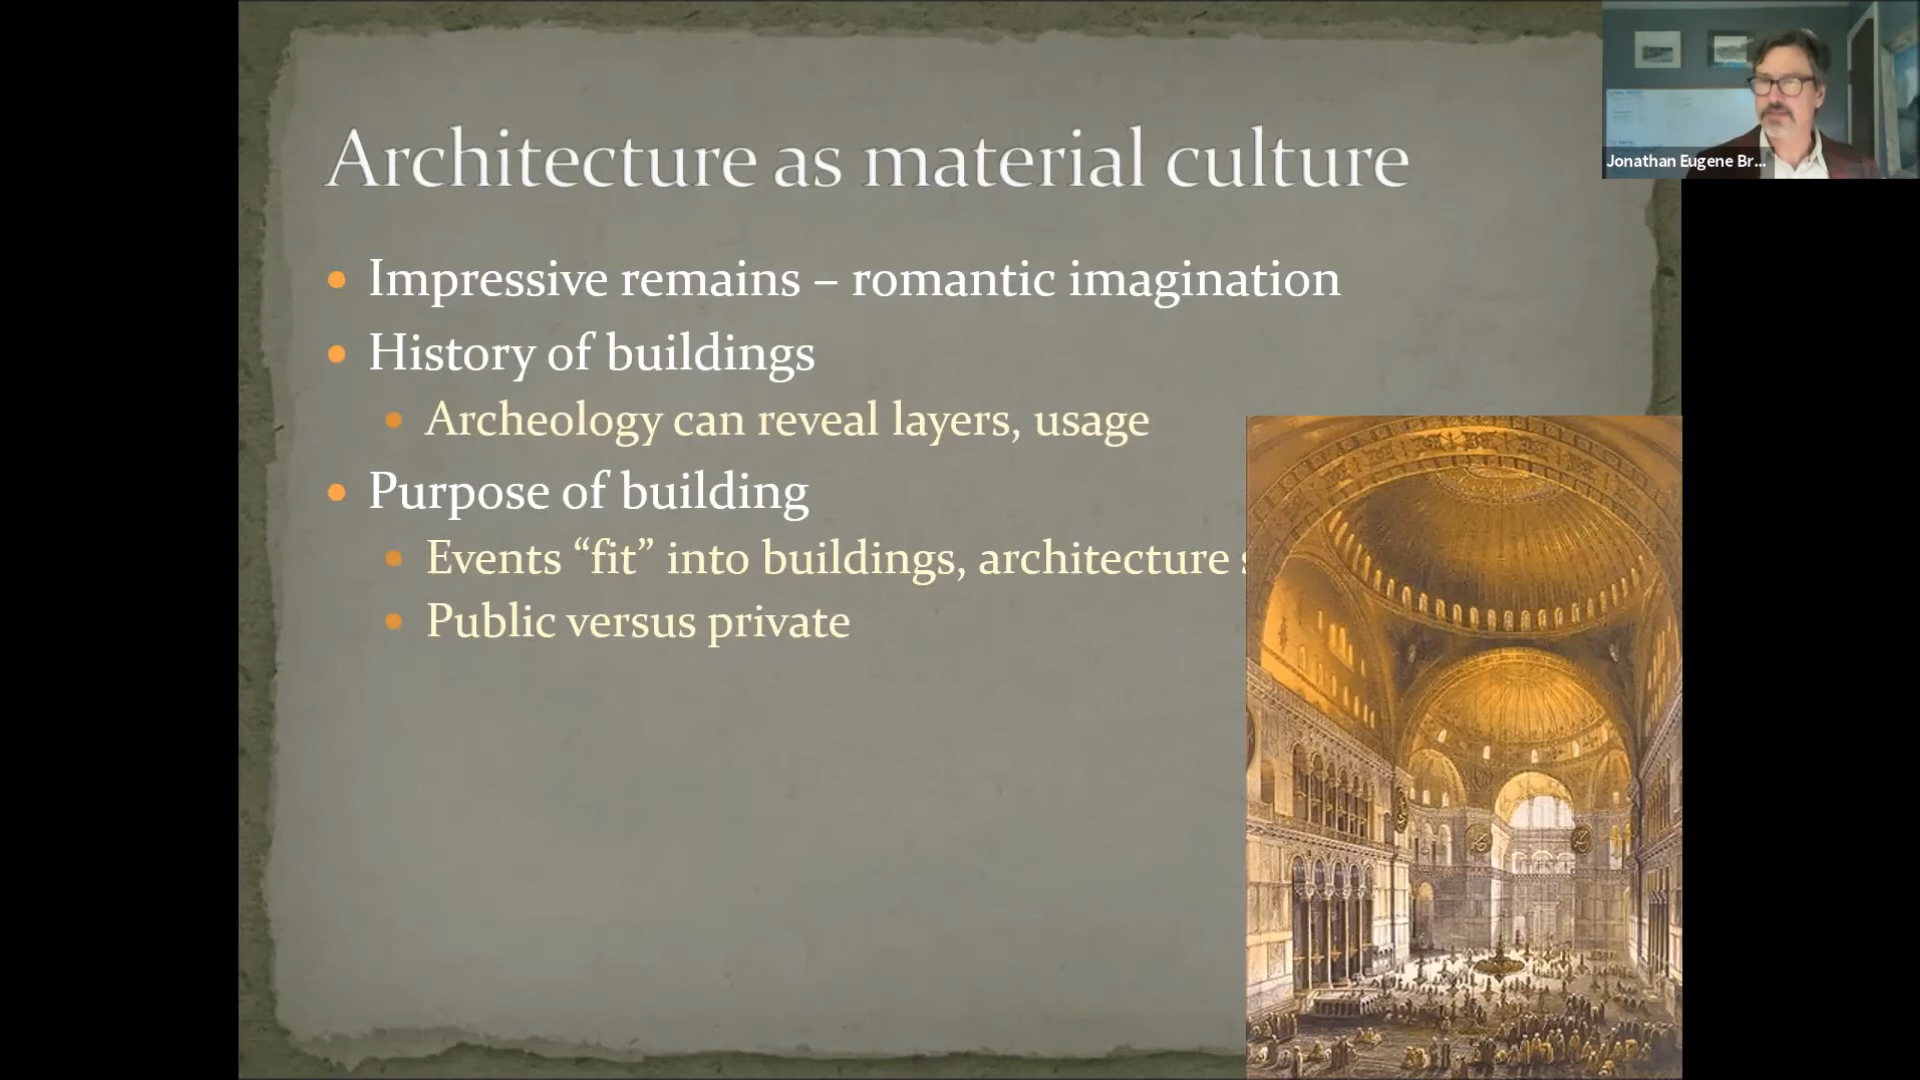 Architecture as material culture
Impressive remains – romantic imagination
History of buildings
Archeology can reveal layers, usage
Purpose of building
Events “fit” into buildings, architecture
Public versus private
Jonathan Eugene Br...